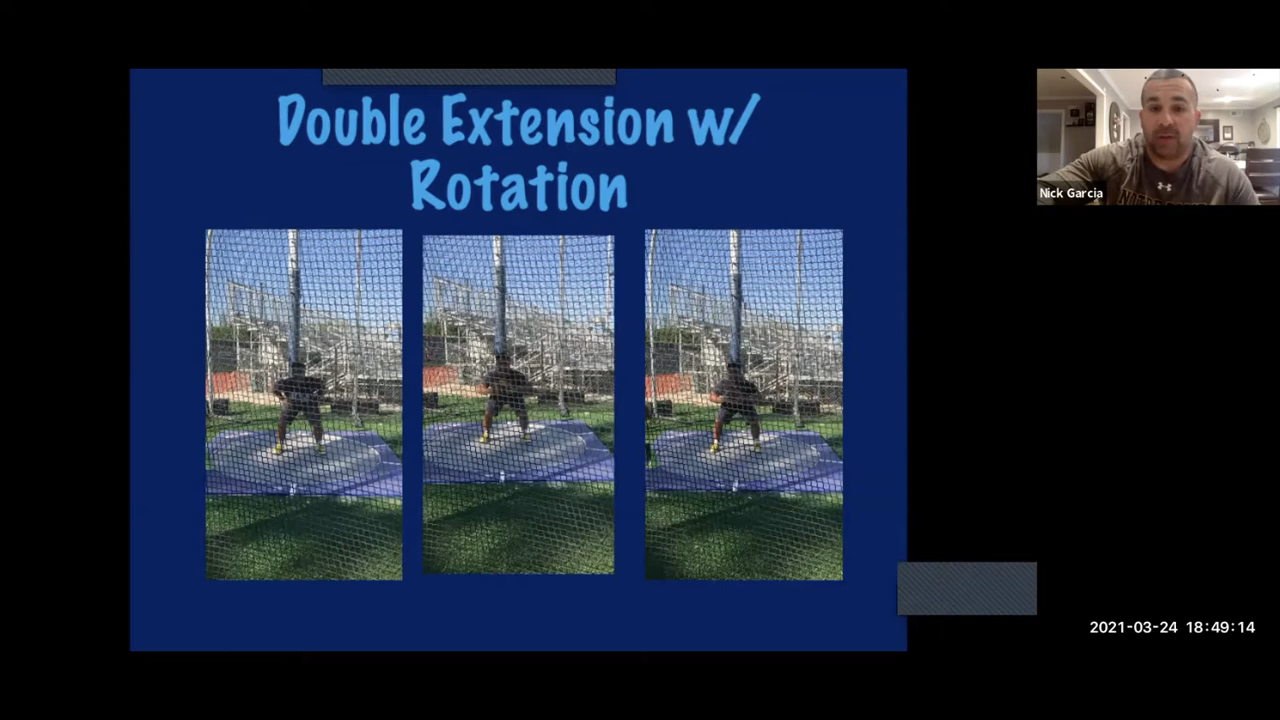 Double Extension w/
Rotation
Nick Garcia
2021-03-24 18:49:14